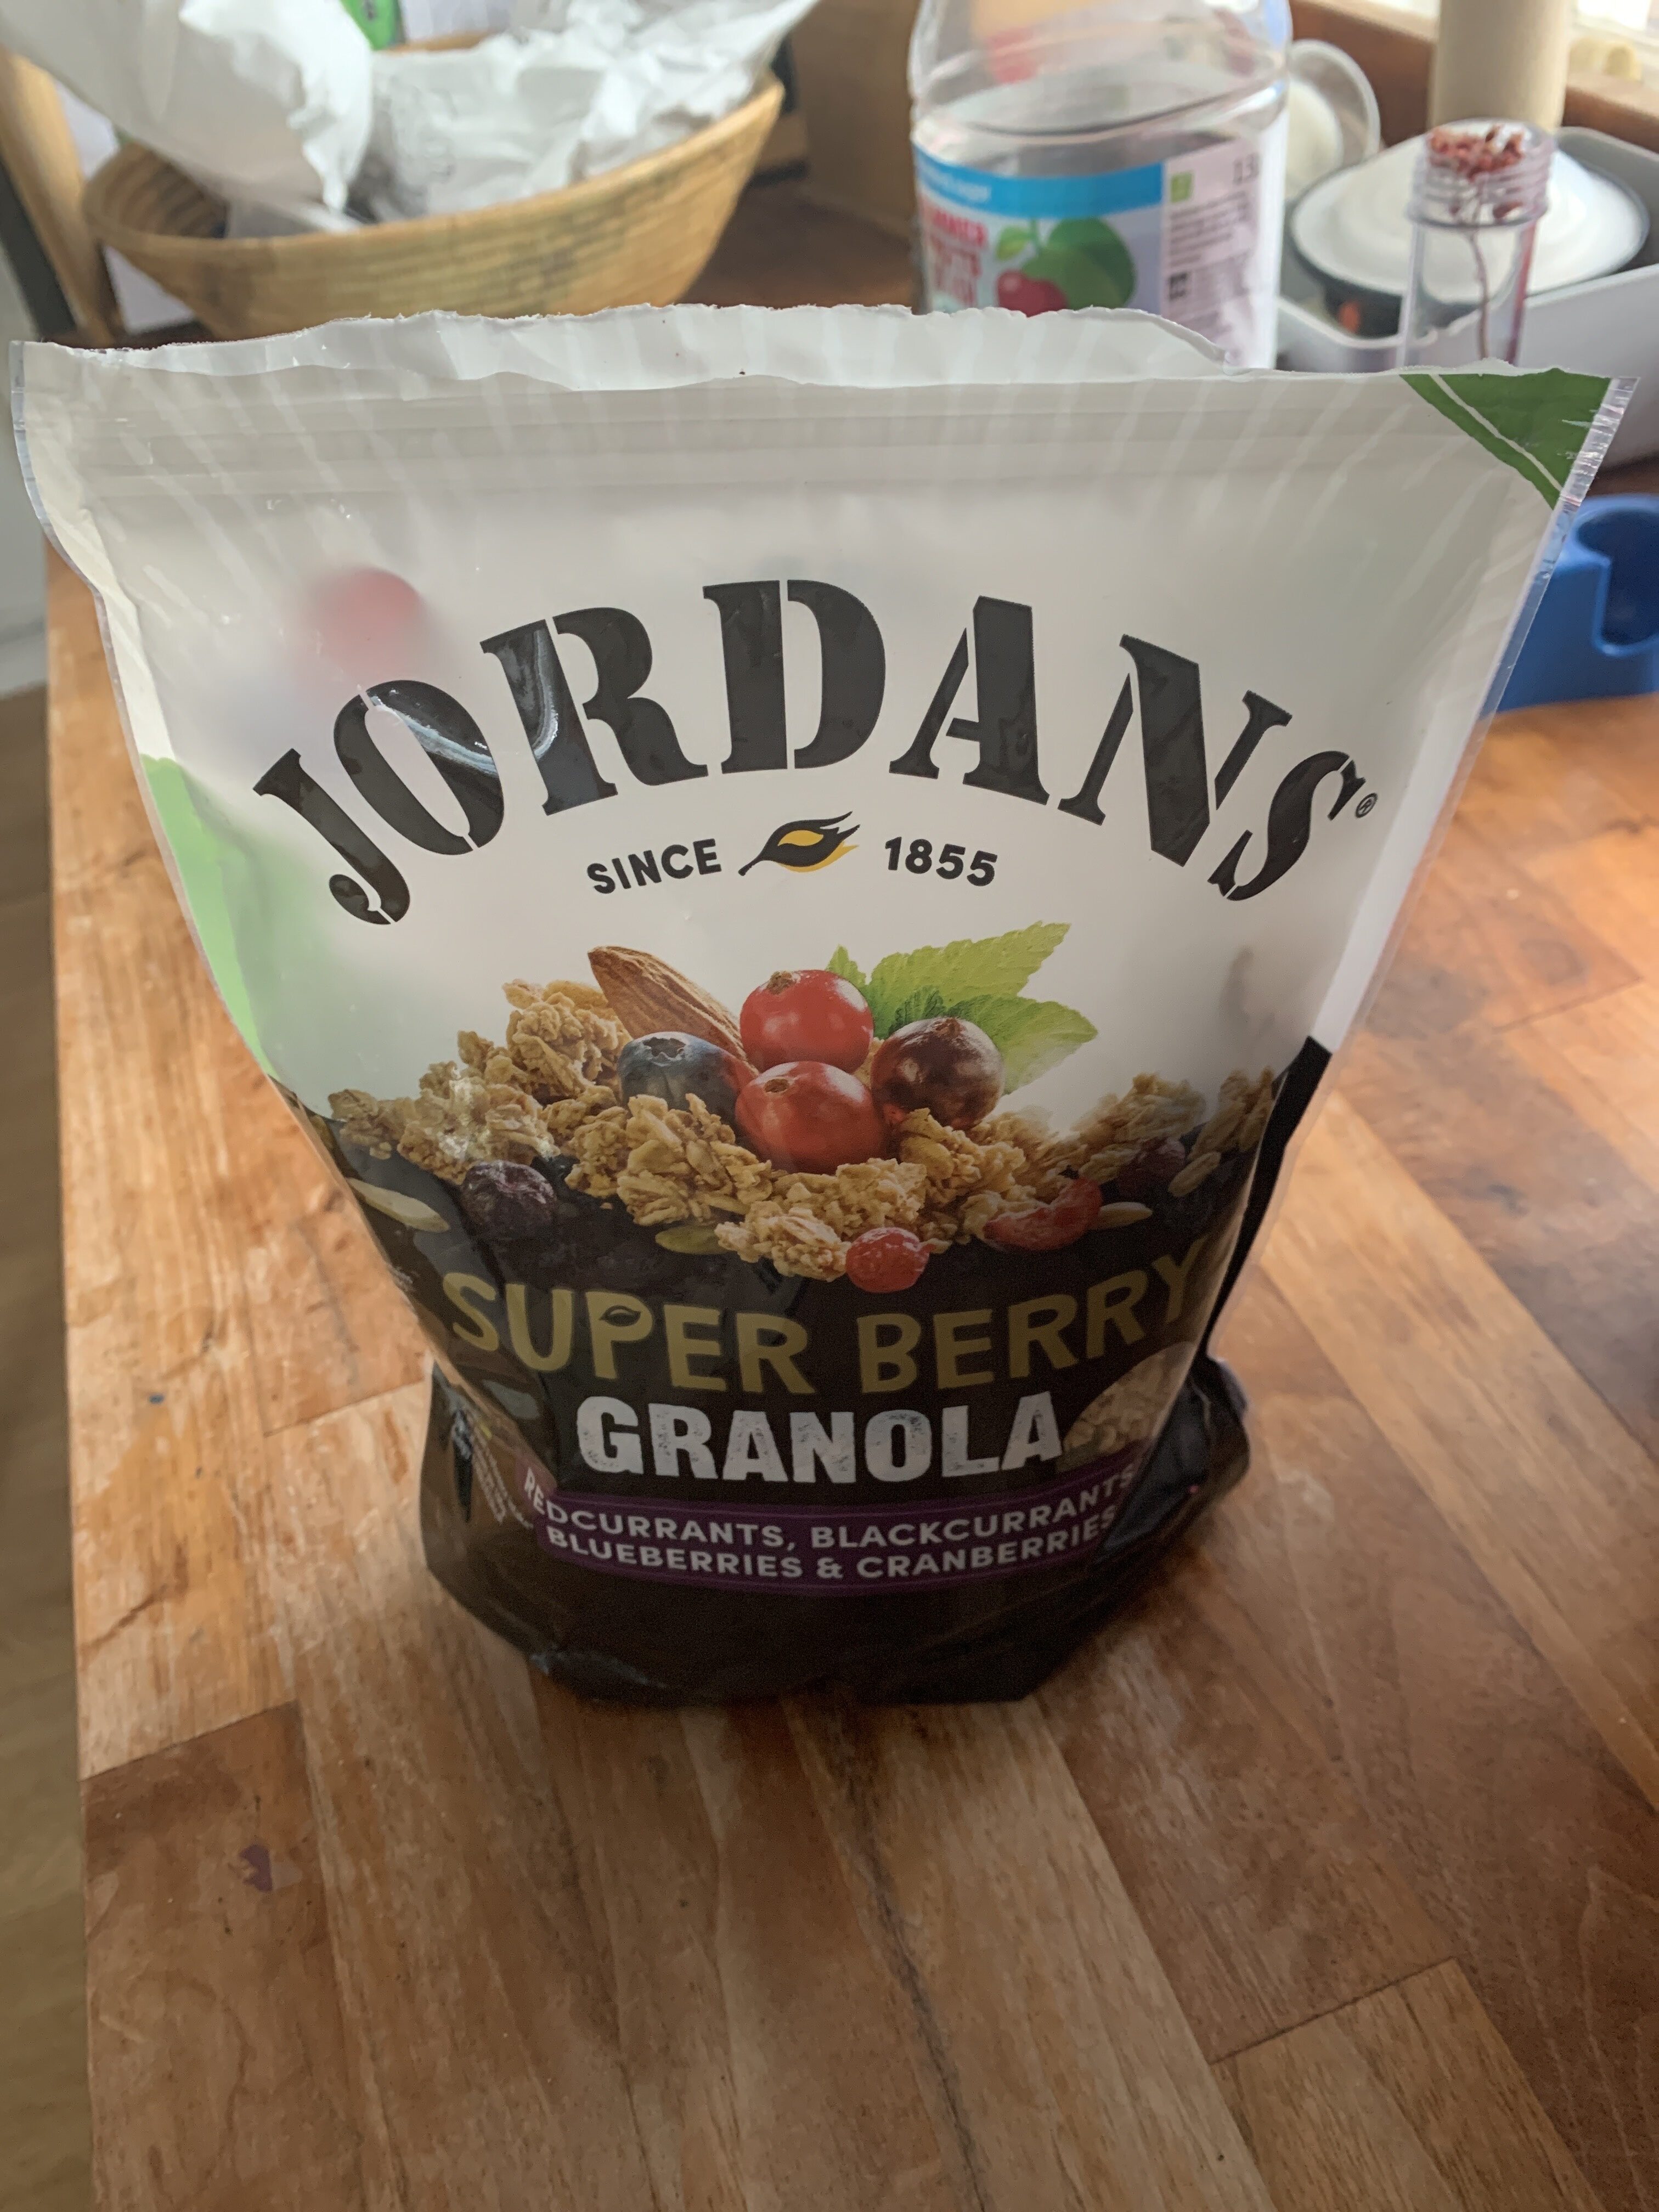 JORDANS®
SINCE 1855
SUPER BERRY
GRANOLA
REDCURRANTS, BLACKCURRANTS
BLUEBERRIES & CRANBERRIES